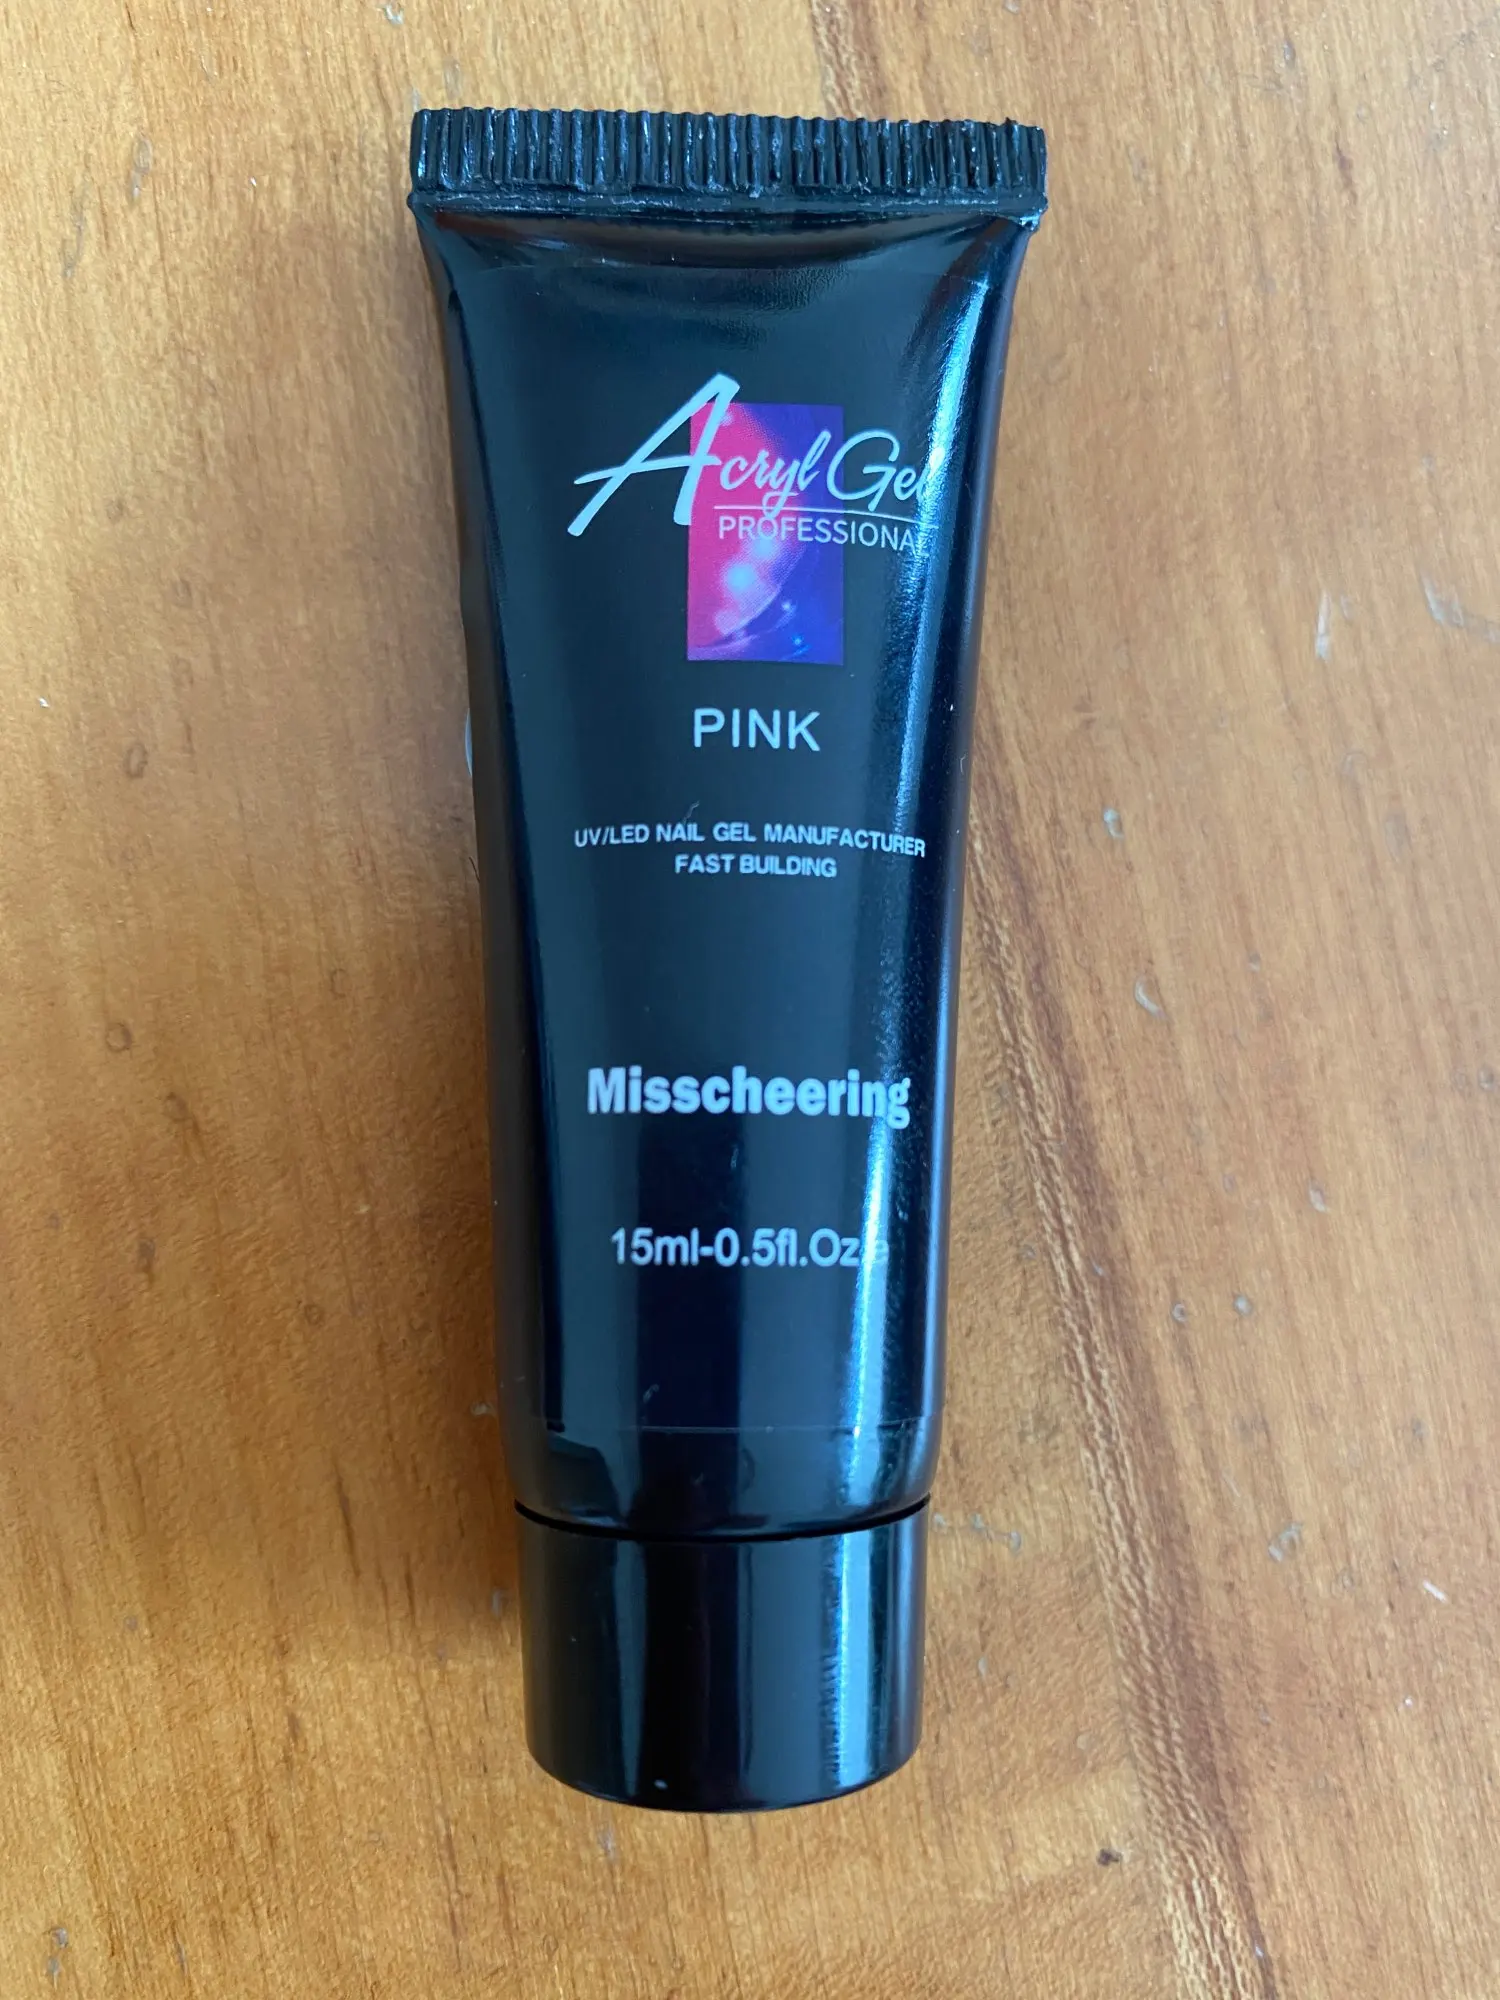 Acryl Gel
PROFESSIONAL
PINK
UV/LED NAIL GEL MANUFACTURER
FAST BUILDING
Misscheering
15ml-0.5fl.Oz.e